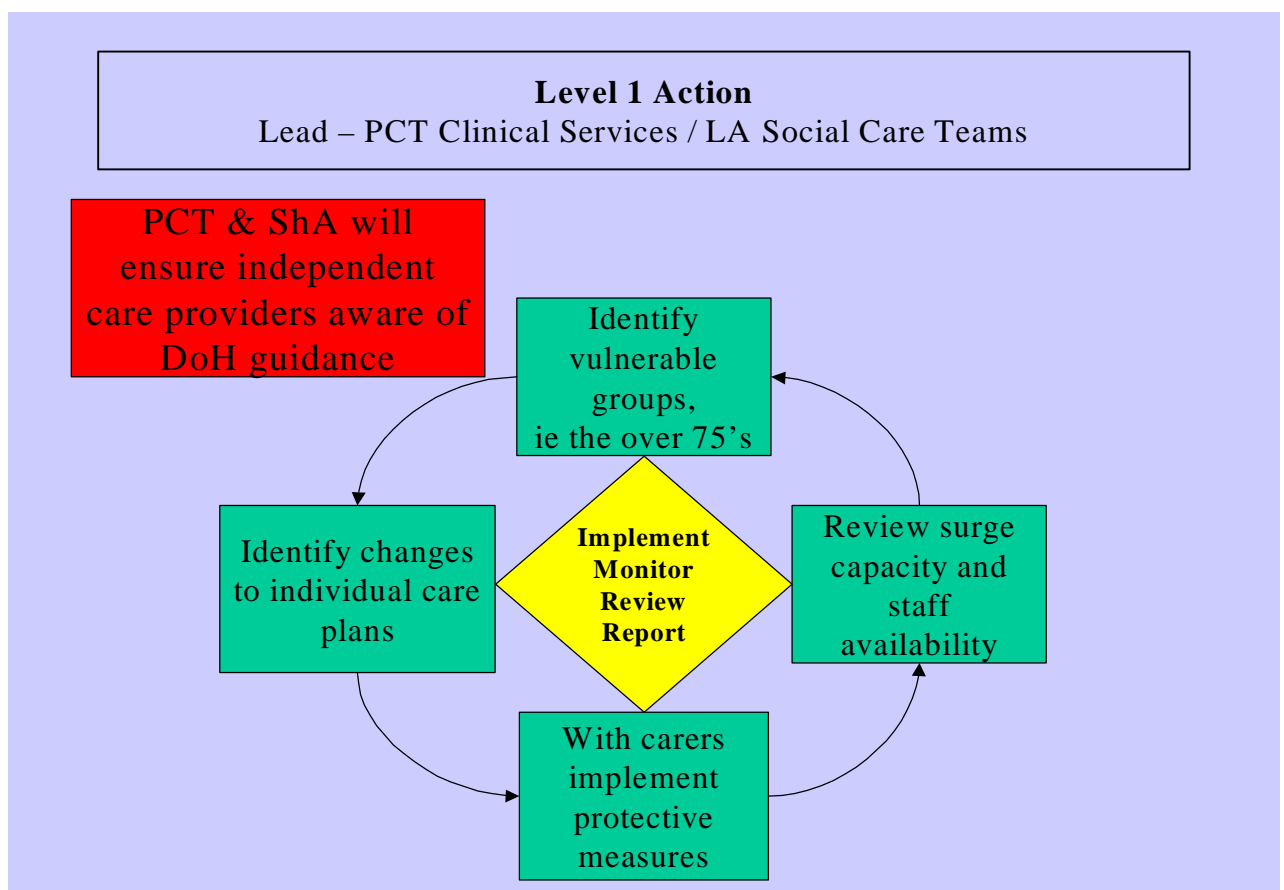 Level 1 Action
Lead – PCT Clinical Services / LA Social Care Teams
PCT & ShA will
ensure independent
care providers aware of
DoH guidance
Identify
vulnerable
groups,
ie the over 75’s
Identify changes
to individual care
plans
Implement
Monitor
Review
Report
Review surge
capacity and
staff
availability
With carers
implement
protective
measures